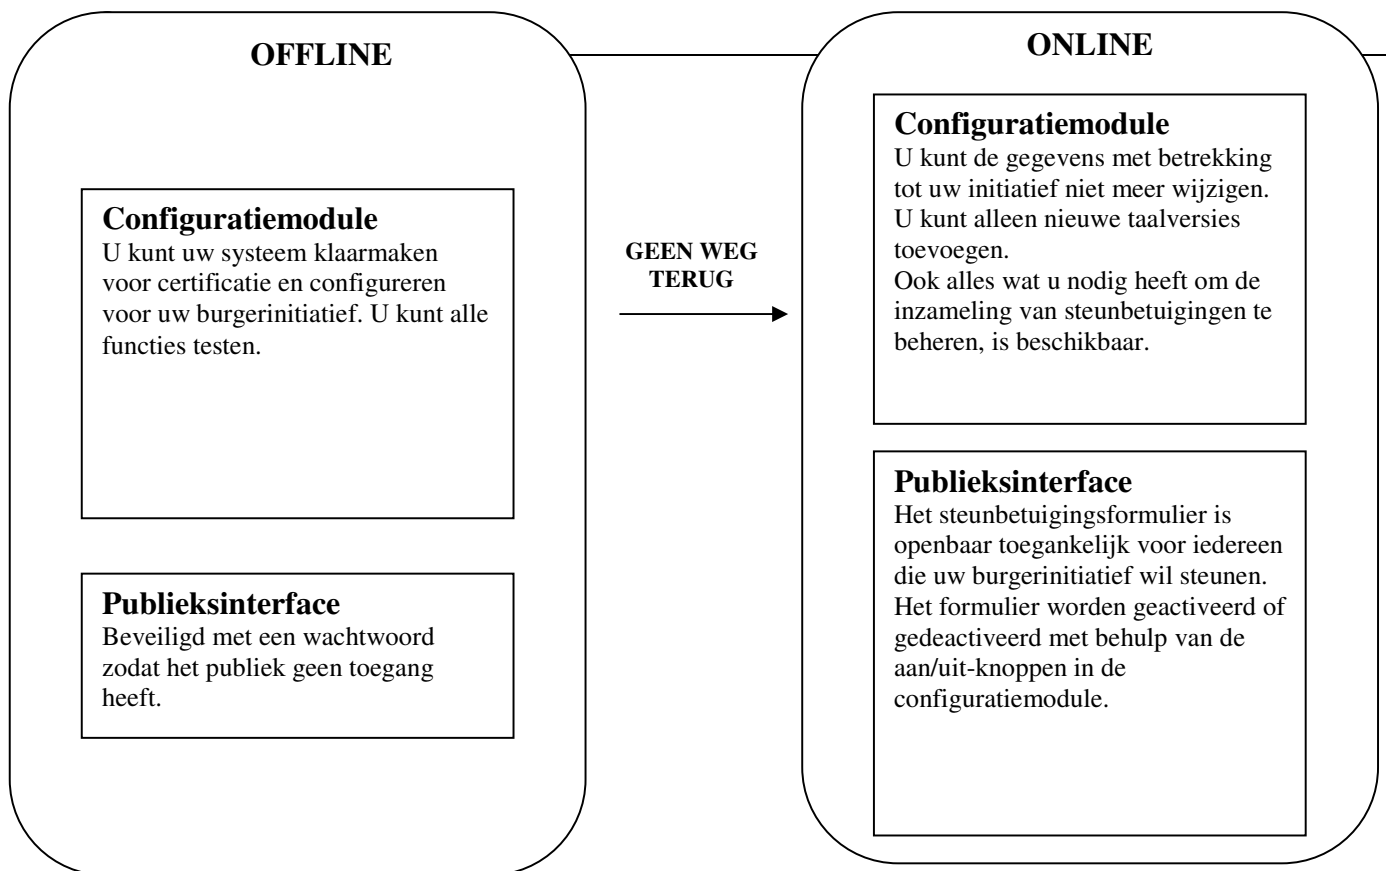 OFFLINE
Configuratiemodule
U kunt uw systeem klaarmaken
voor certificatie en configureren
voor uw burgerinitiatief. U kunt alle
functies testen.
Publieksinterface
Beveiligd met een wachtwoord
zodat het publiek geen toegang
heeft.
GEEN WEG
TERUG
ONLINE
Configuratiemodule
U kunt de gegevens met betrekking
tot uw initiatief niet meer wijzigen.
U kunt alleen nieuwe taalversies
toevoegen.
Ook alles wat u nodig heeft om de
inzameling van steunbetuigingen te
beheren, is beschikbaar.
Publieksinterface
Het steunbetuigingsformulier is
openbaar toegankelijk voor iedereen
die uw burgerinitiatief wil steunen.
Het formulier worden geactiveerd of
gedeactiveerd met behulp van de
aan/uit-knoppen in de
configuratiemodule.